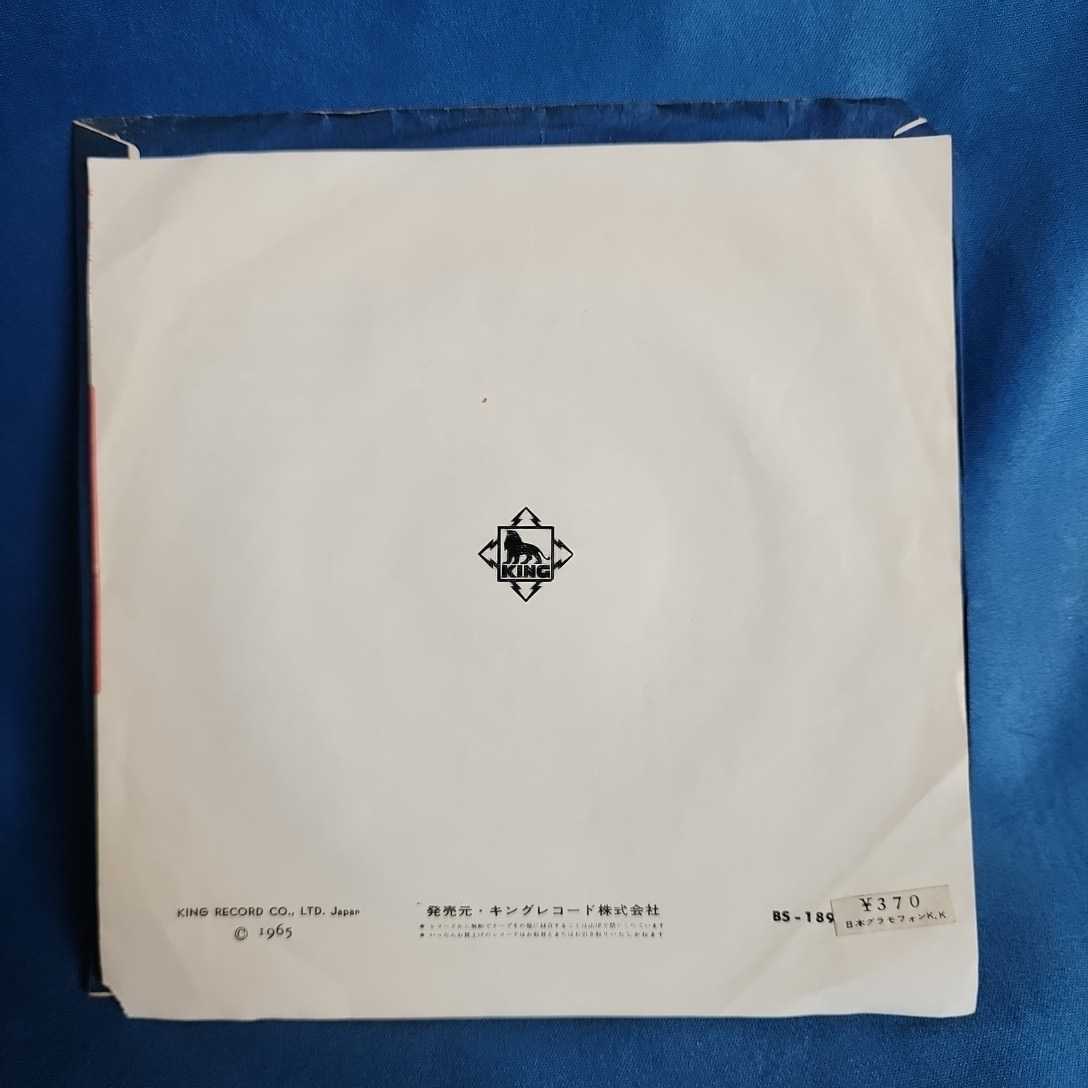 KING
KING RECORD CO., LTD. Japan
© 1965
発売元・キングレコード株式会社
BS-189
¥370
日本グラモフォンK.K